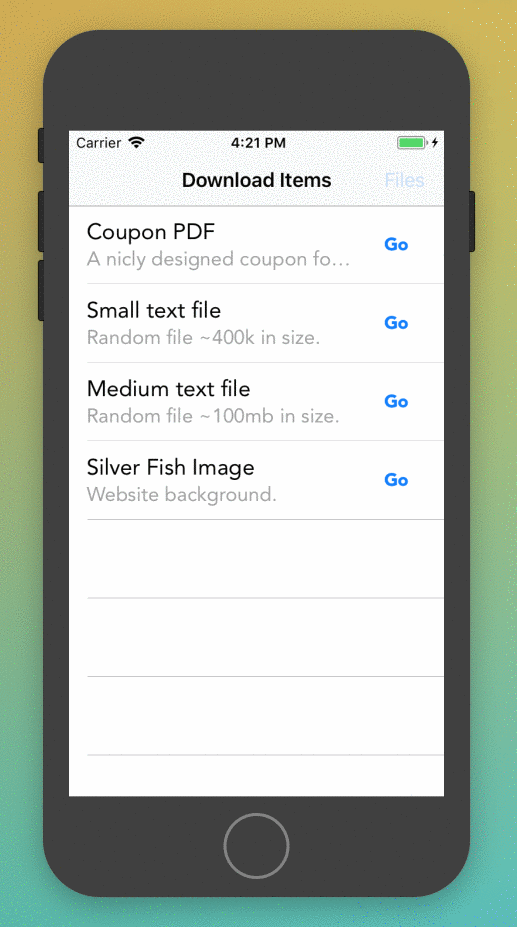 Carrier 4:21 PM
Download Items Files
Coupon PDF
A nicly designed coupon fo...
Go
Small text file
Random file ~400k in size.
Go
Medium text file
Random file ~100mb in size.
Go
Silver Fish Image
Website background.
Go